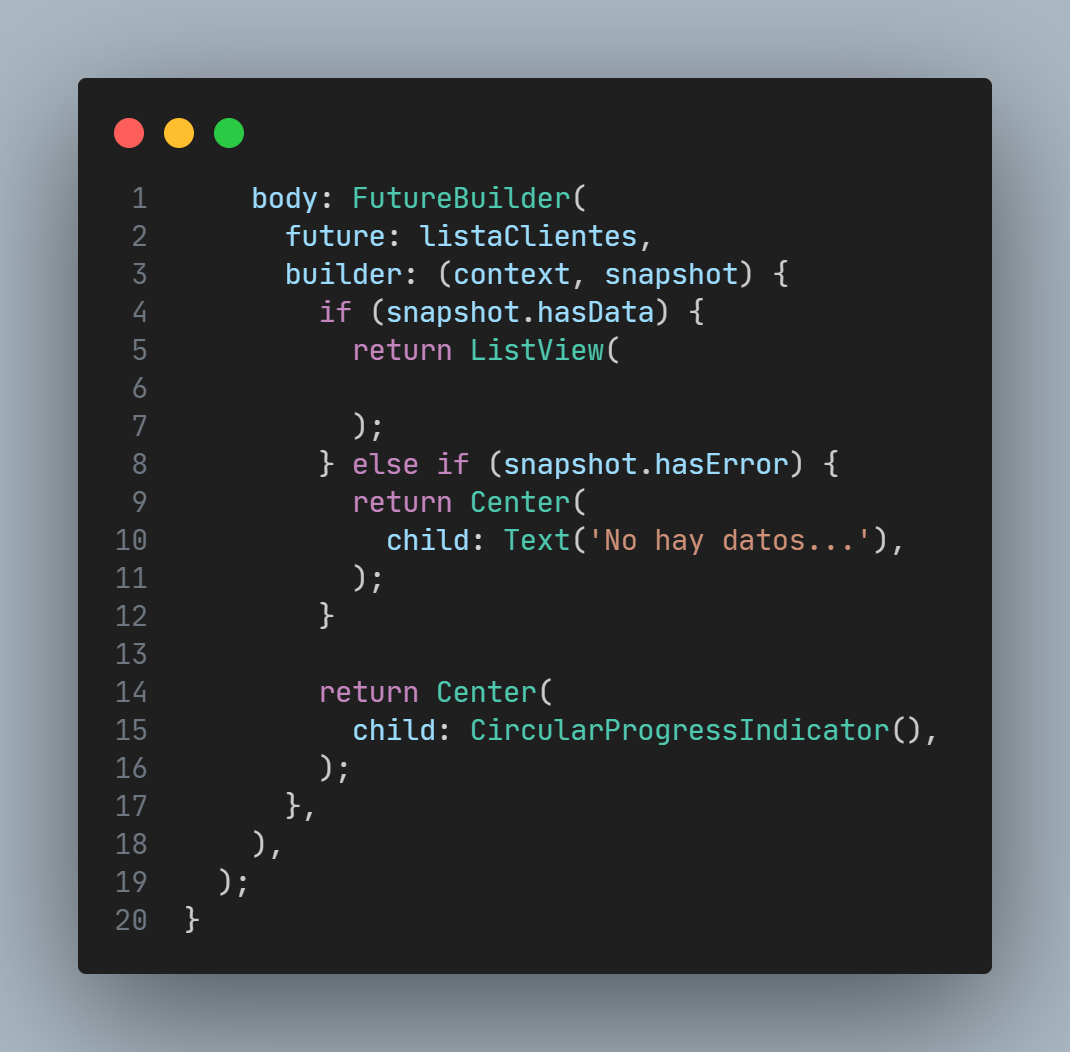 1      body: FutureBuilder(
2        future: listaClientes,
3        builder: (context, snapshot) {
4          if (snapshot.hasData) {
5            return ListView(
6
7            );
8          } else if (snapshot.hasError) {
9            return Center(
10              child: Text('No hay datos...'),
11            );
12          }
13
14          return Center(
15            child: CircularProgressIndicator(),
16          );
17        },
18      ),
19    );
20  }